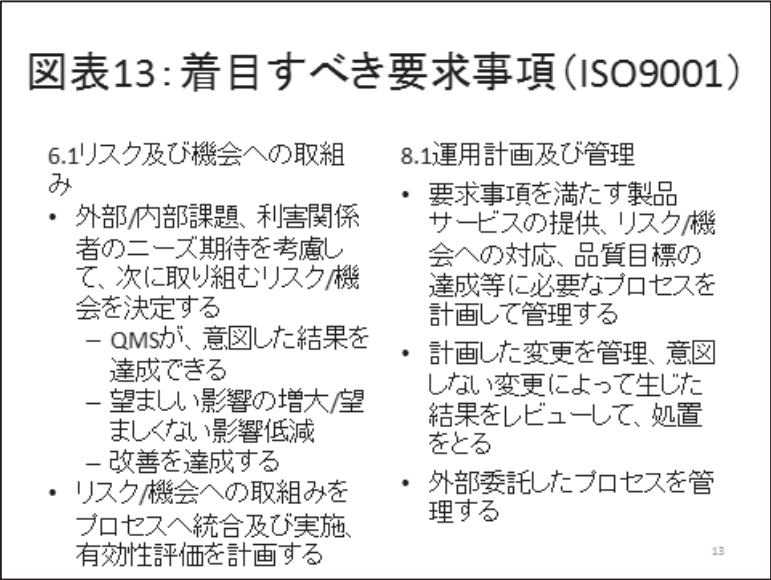 図表13：着目すべき要求事項（ISO9001）
6.1リスク及び機会への取組
み
• 外部/内部課題、利害関係
者のニーズ期待を考慮し
て、次に取り組むリスク/機
会を決定する
– QMSが、意図した結果を
達成できる
– 望ましい影響の増大/望
ましくない影響低減
– 改善を達成する
• リスク/機会への取組みを
プロセスへ統合及び実施、
有効性評価を計画する
8.1運用計画及び管理
• 要求事項を満たす製品
サービスの提供、リスク/機
会への対応、品質目標の
達成等に必要なプロセスを
計画して管理する
• 計画した変更を管理、意図
しない変更によって生じた
結果をレビューして、処置
をとる
• 外部委託したプロセスを管
理する
13